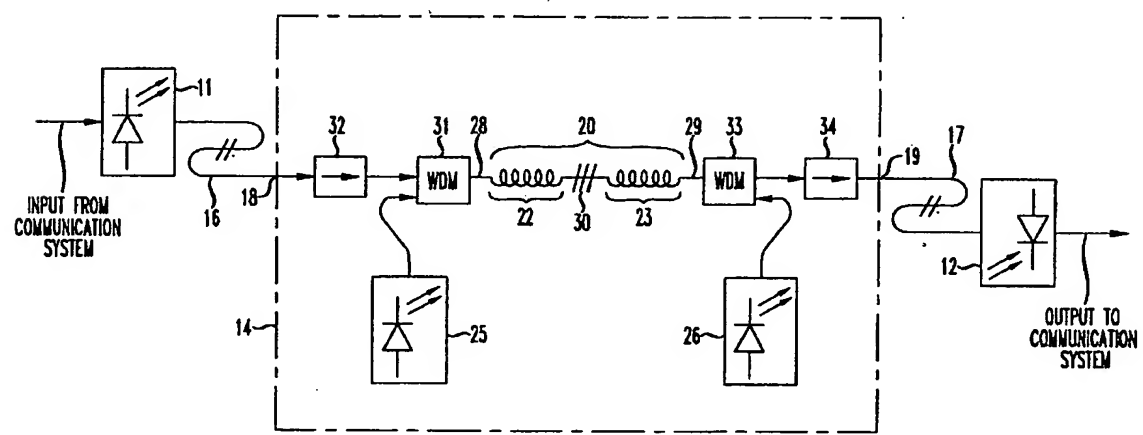 11
INPUT FROM
COMMUNICATION
SYSTEM
16
18
32
31
WDM
28
20
22
30
23
29
33
WDM
34
19
17
12
OUTPUT TO
COMMUNICATION
SYSTEM
14
25
26